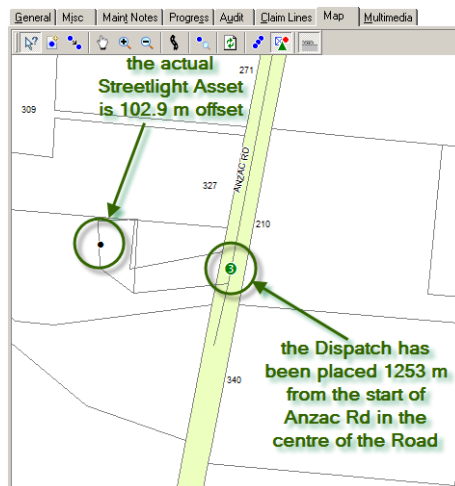 General Misc Maint Notes Progress Audit Claim Lines Map Multimedia
the actual
Streetlight Asset
is 102.9 m offset
271
309
ANZAC RD
327
210
3
the Dispatch has
been placed 1253 m
from the start of
Anzac Rd in the
centre of the Road
340